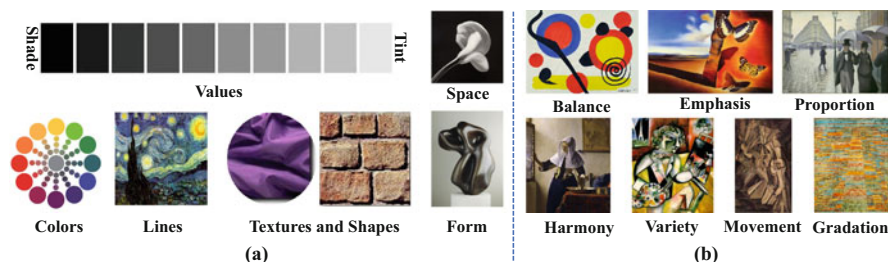 Shade
Tint
Values
Space
Colors
Lines
Textures and Shapes
Form
(a)
Balance
Emphasis
Proportion
Harmony
Variety
Movement
Gradation
(b)